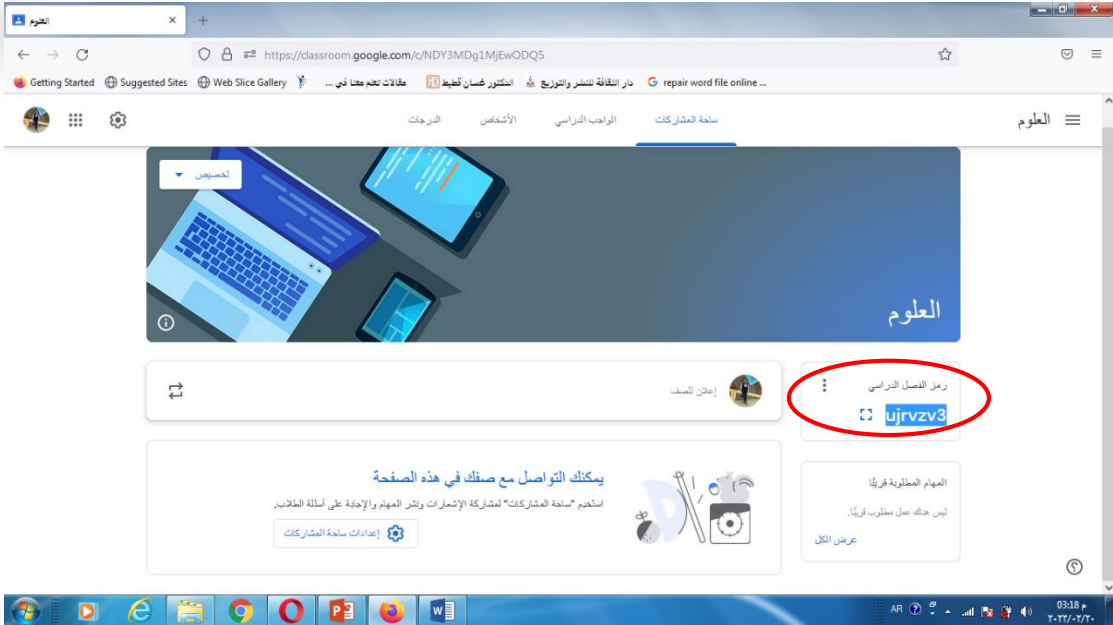 العلوم
https://classroom.google.com/c/NDY3MDg1MjEwODQ5
Getting Started
Suggested Sites
Web Slice Gallery
مقالات تعلم معنا في ...
الدكتور غسان قطيط
دار الثقافة للنشر والتوزيع
repair word file online ...
العلوم
ساحة المشاركات
الواجب الدراسي
الأشخاص
الدرجات
تخصيص
العلوم
رمز الفصل الدراسي
ujrvzv3
إعلان للصف
المهام المطلوبة قريبًا
ليس هناك عمل مطلوب قريبًا.
عرض الكل
يمكنك التواصل مع صفك في هذه الصفحة
استخدِم "ساحة المشاركات" لمشاركة الإشعارات ونشر المهام والإجابة على أسئلة الطلاب.
إعدادات ساحة المشاركات
AR
03:18 م
٢٠٢٢/٠٢/٢٠